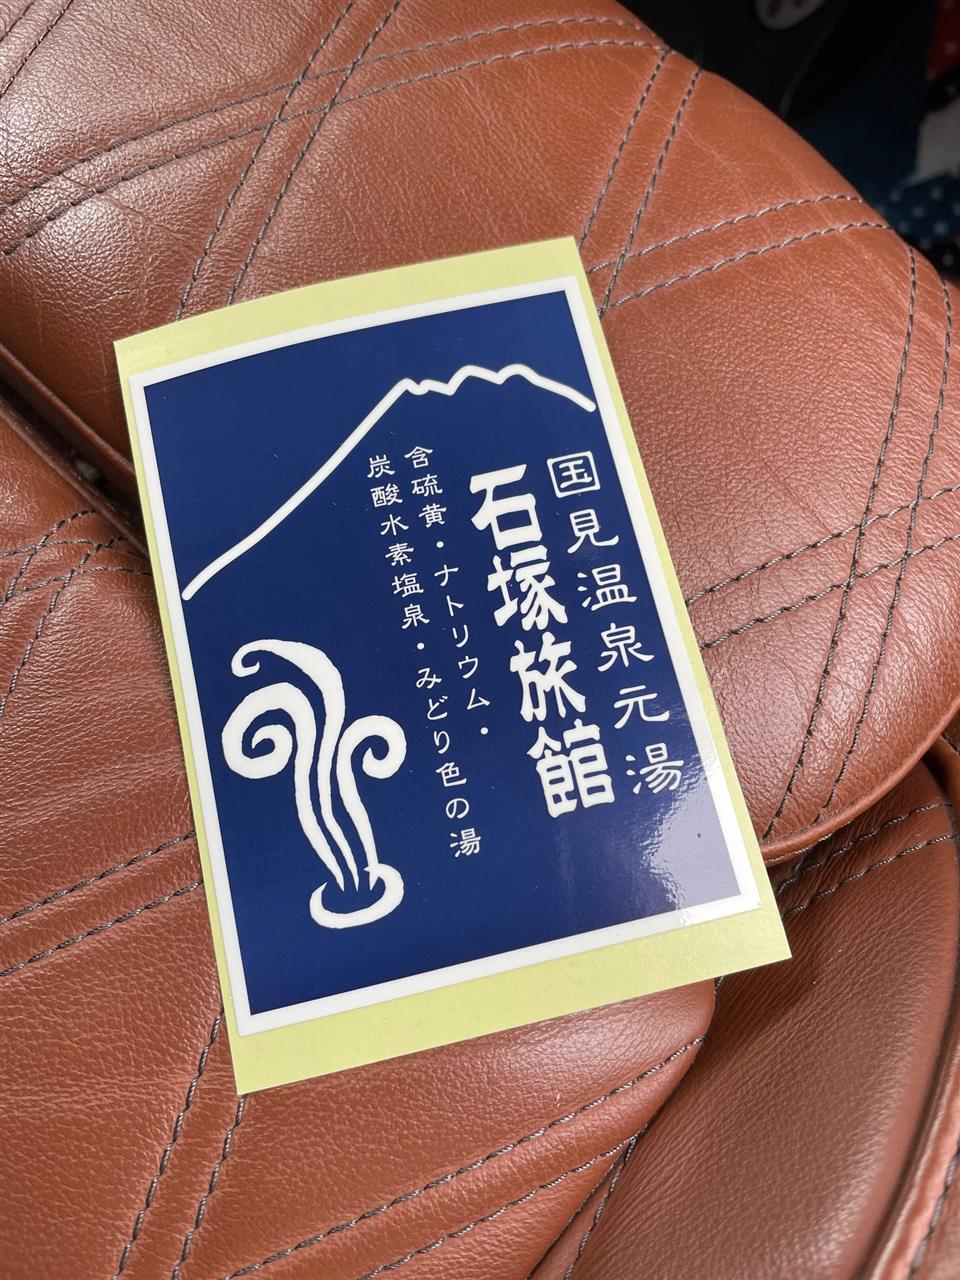 国見温泉元湯
石塚旅館
含硫黄・ナトリウム・
炭酸水素塩泉・みどり色の湯